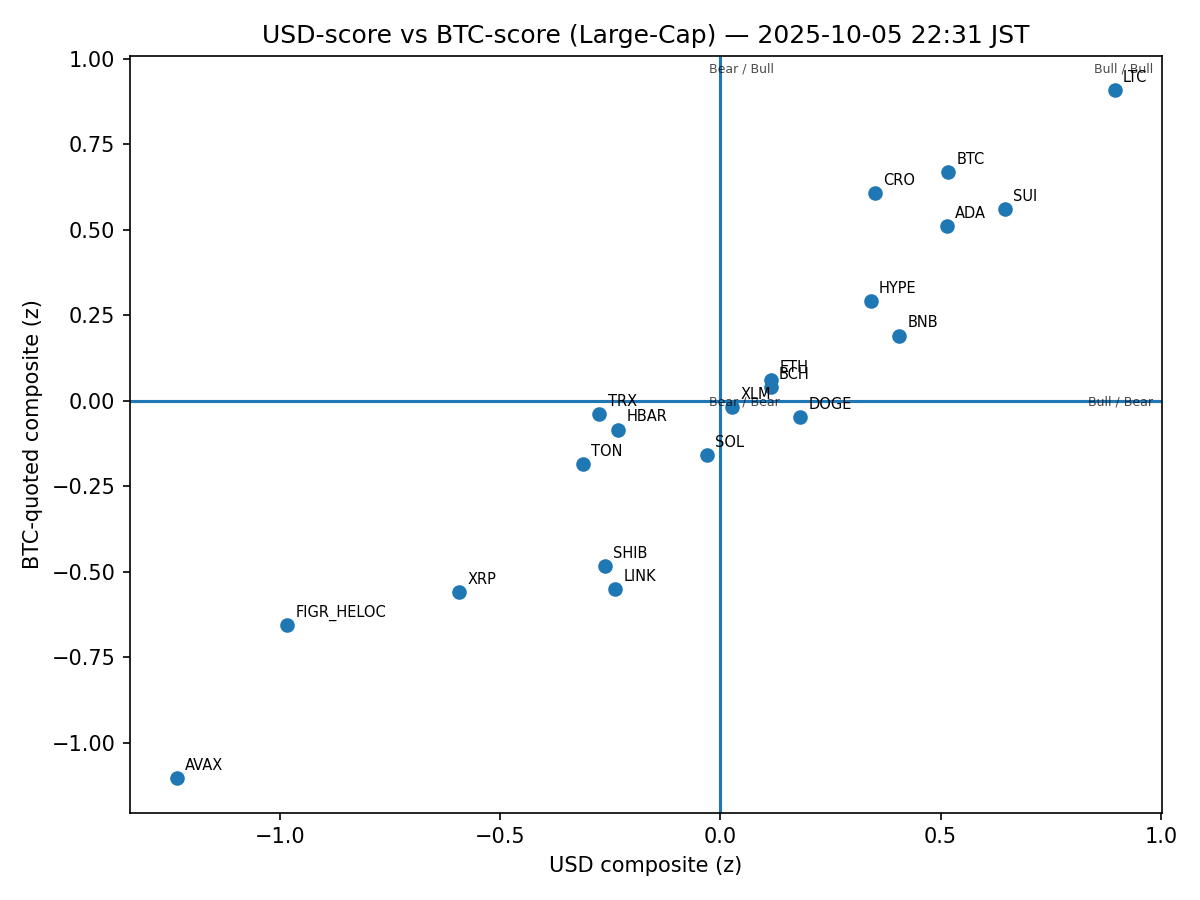 USD-score vs BTC-score (Large-Cap) — 2025-10-05 22:31 JST
1.00
Bear / Bull
Bull / Bull
LTC
0.75
BTC
CRO
SUI
ADA
0.50
HYPE
0.25
BNB
ETH
BCH
XLM
0.00
TRX
Bear / Bear
DOGE
Bull / Bear
HBAR
SOL
TON
−0.25
−0.50
SHIB
LINK
XRP
FIGR_HELOC
−0.75
−1.00
AVAX
BTC-quoted composite (z)
−1.0
−0.5
0.0
0.5
1.0
USD composite (z)